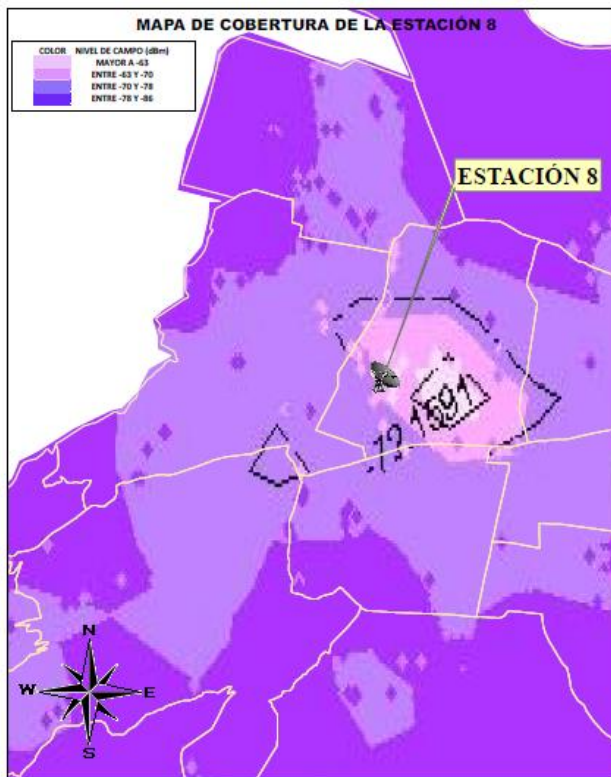 MAPA DE COBERTURA DE LA ESTACIÓN 8
COLOR NIVEL DE CAMPO (dBm)
MAYOR A -63
ENTRE -63 Y -70
ENTRE -70 Y -78
ENTRE -78 Y -86
ESTACIÓN 8
N
W E
S